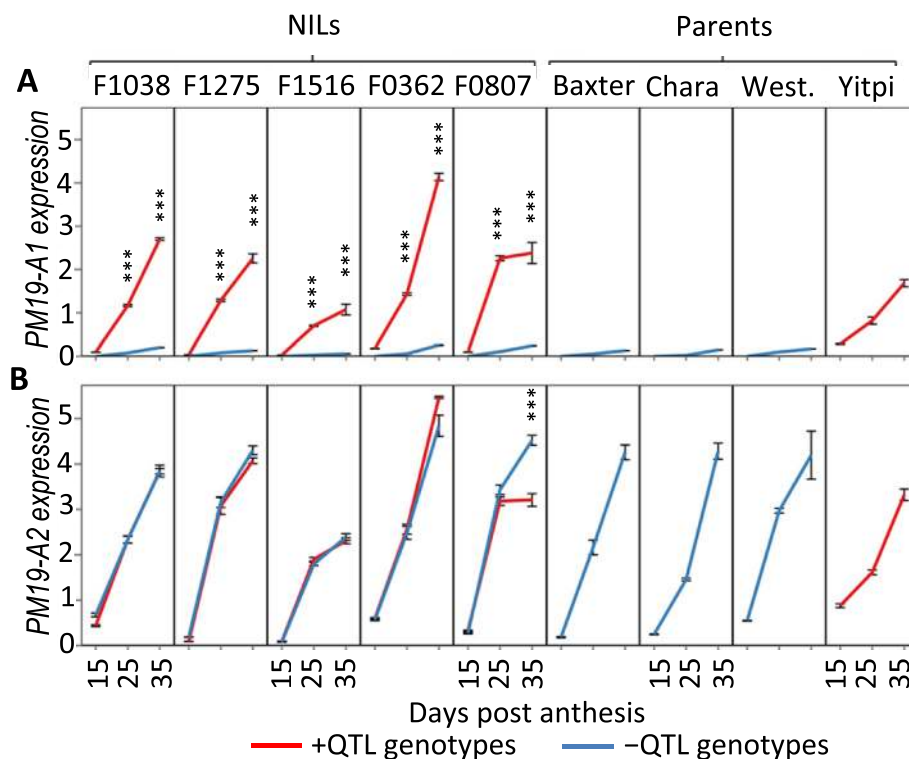 NILs Parents
A F1038 F1275 F1516 F0362 F0807 Baxter Chara West. Yitpi
PM19-A1 expression
5
4
3
2
1
0
*** *** *** *** *** *** *** *** *** ***
B
PM19-A2 expression
5
4
3
2
1
0
***
15 25 35 15 25 35 15 25 35 15 25 35 15 25 35
Days post anthesis
+QTL genotypes −QTL genotypes